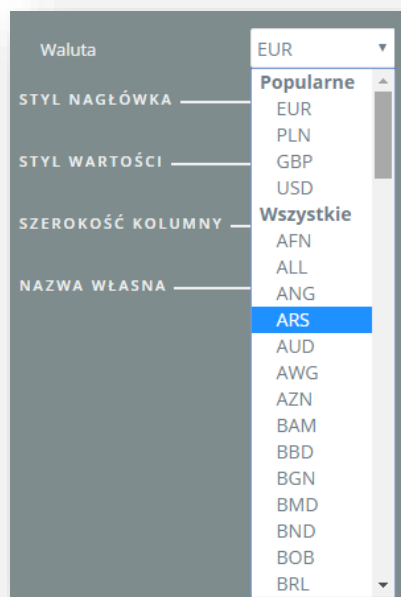 Waluta EUR
Popularne
STYL NAGŁÓWKA
EUR
PLN
STYL WARTOŚCI
GBP
USD
Wszystkie
SZEROKOŚĆ KOLUMNY
AFN
ALL
NAZWA WŁASNA
ANG
ARS
AUD
AWG
AZN
BAM
BBD
BGN
BMD
BND
BOB
BRL